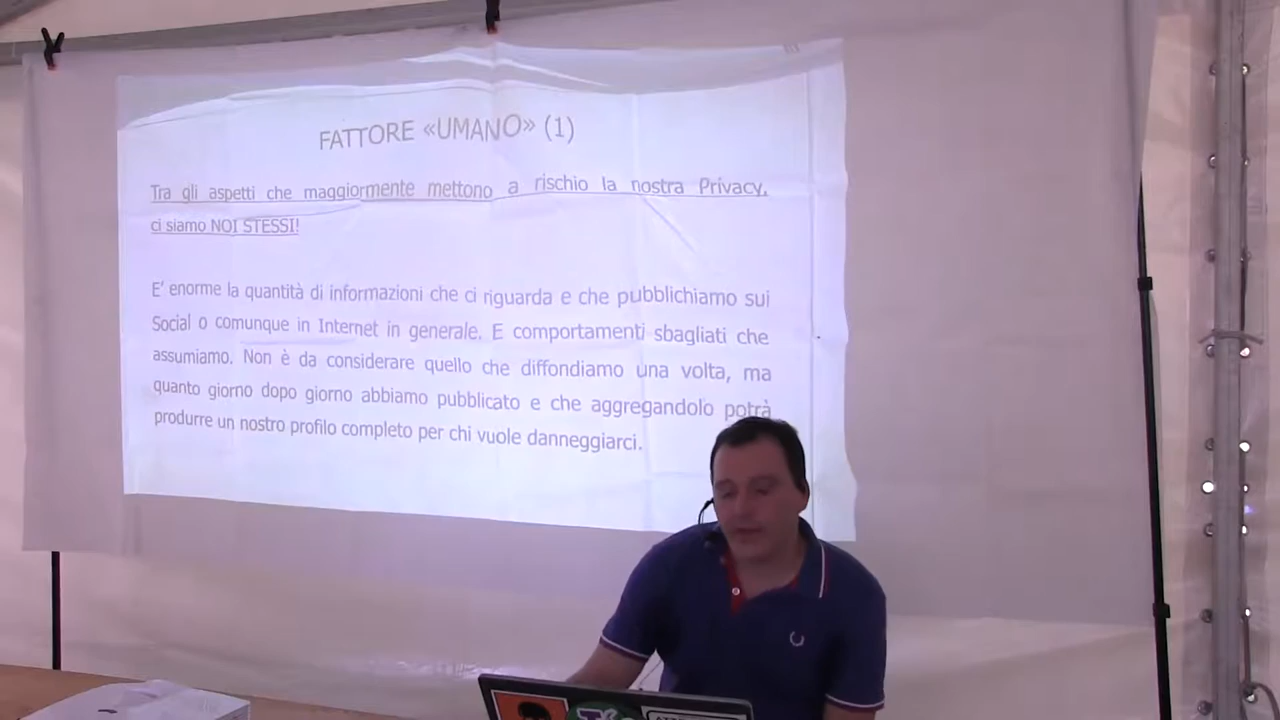 FATTORE «UMANO» (1)
Tra gli aspetti che maggiormente mettono a rischio la nostra Privacy,
ci siamo NOI STESSI!
E' enorme la quantità di informazioni che ci riguarda e che pubblichiamo sui
Social o comunque in Internet in generale. E comportamenti sbagliati che
assumiamo. Non è da considerare quello che diffondiamo una volta, ma
quanto giorno dopo giorno abbiamo pubblicato e che aggregandolo potrà
produrre un nostro profilo completo per chi vuole danneggiarci.